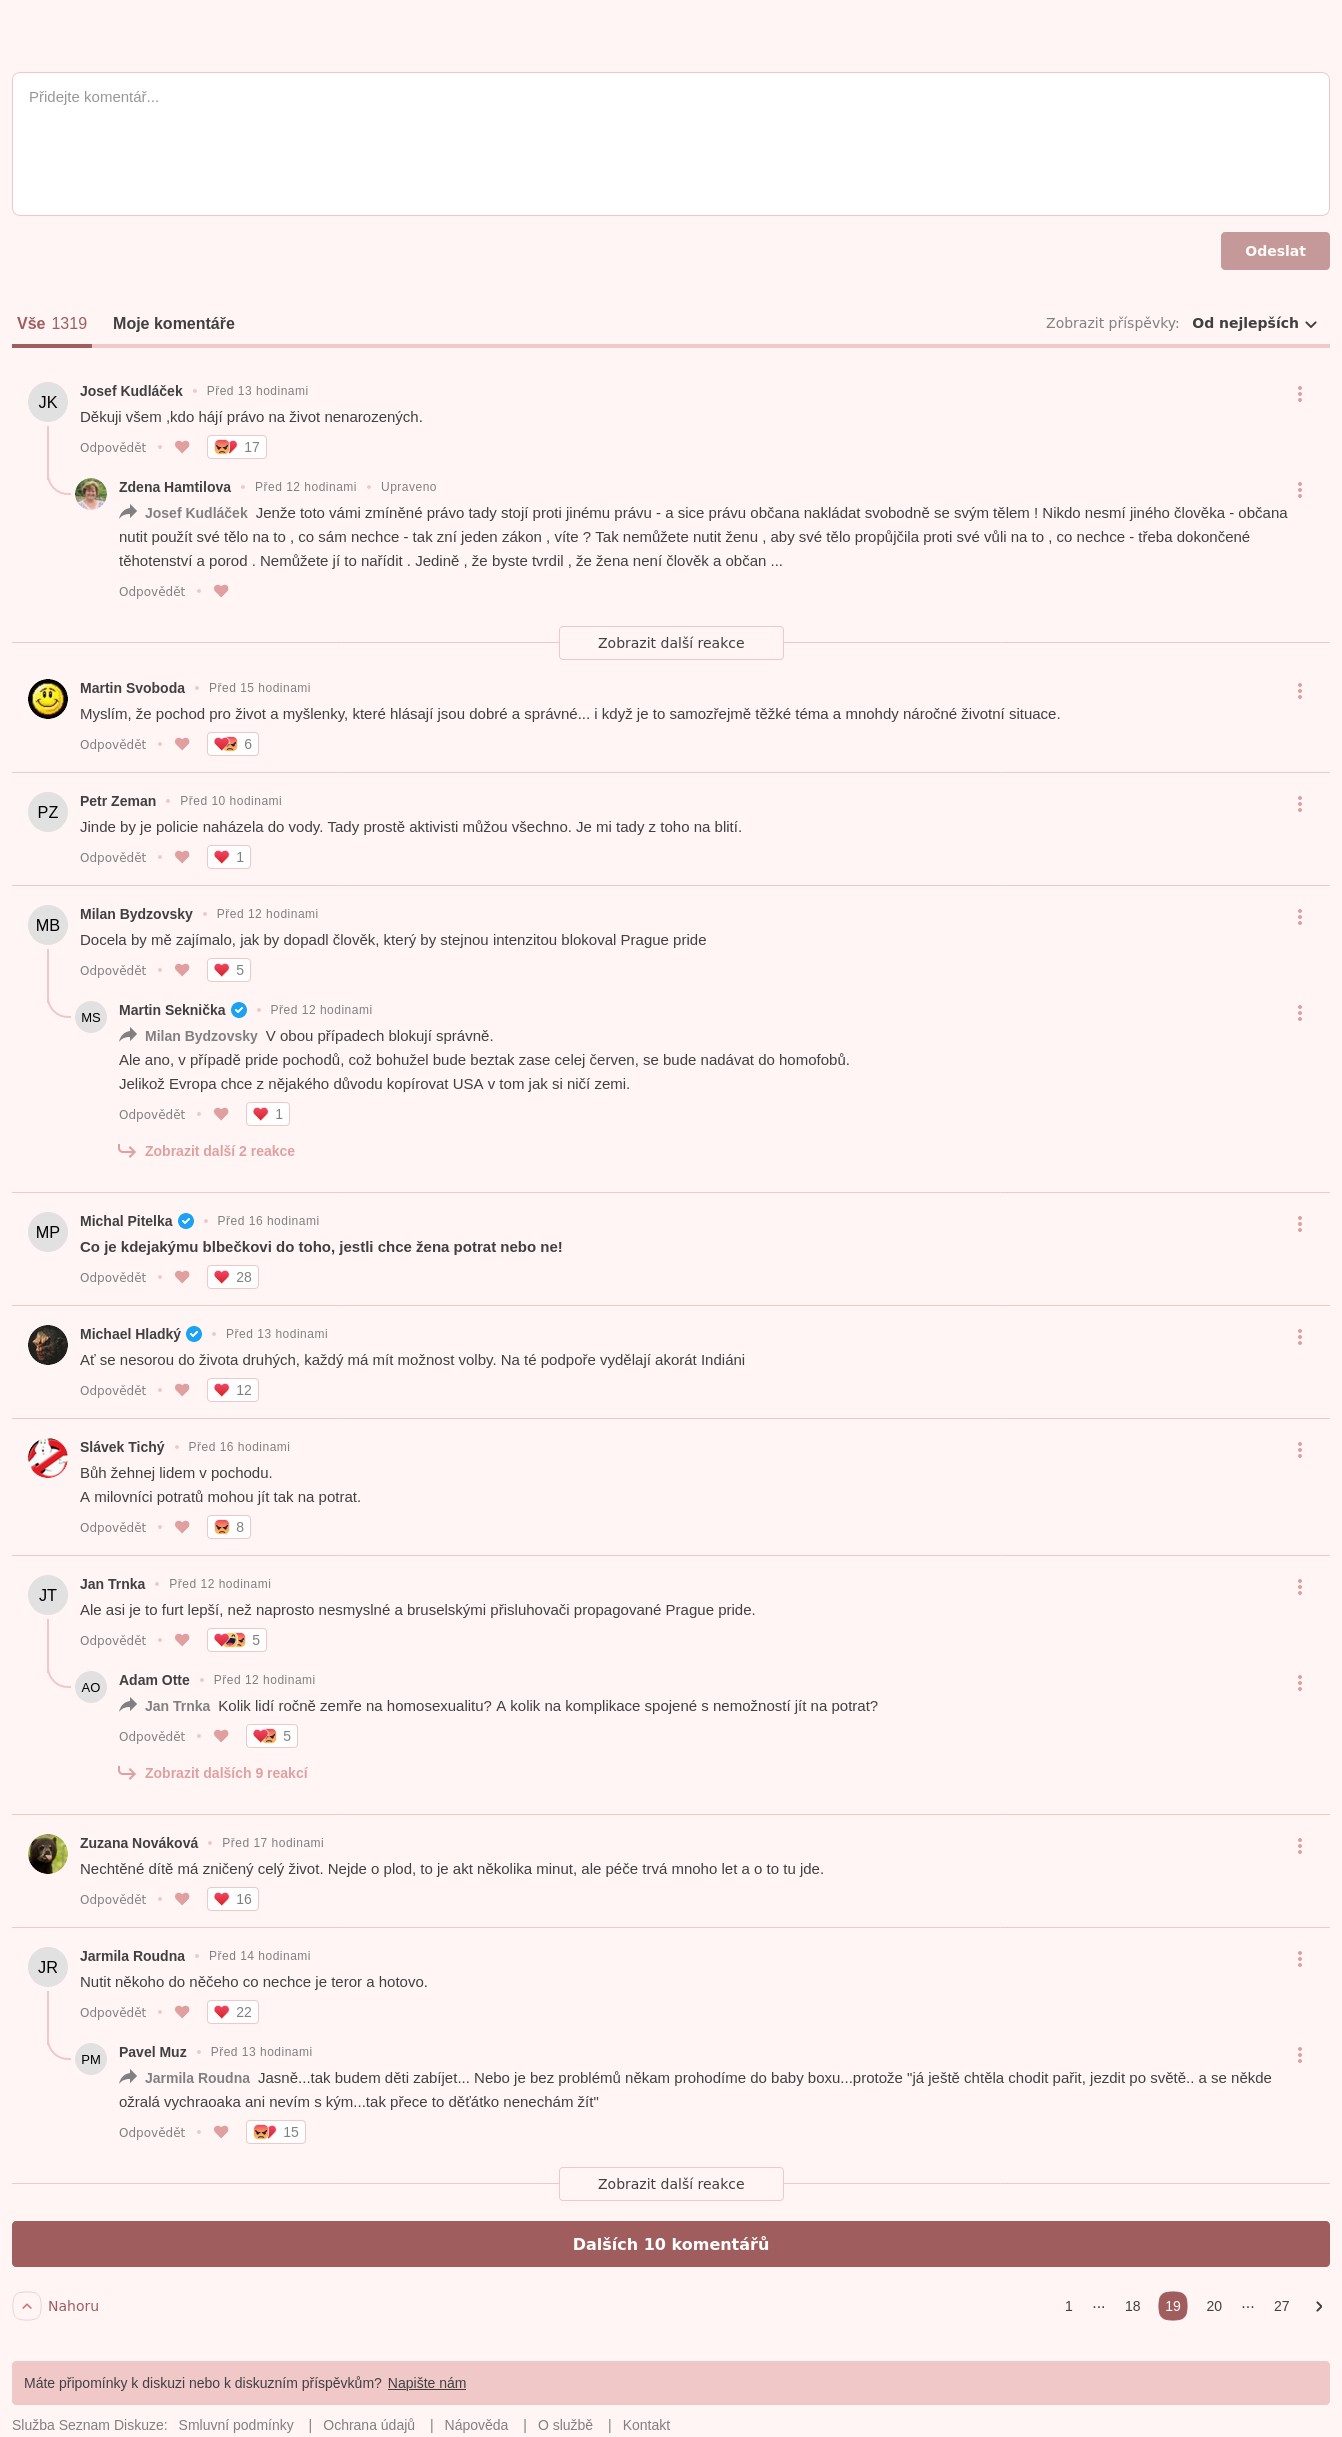 Přidejte komentář...
Odeslat
Vše 1319 Moje komentáře Zobrazit příspěvky: Od nejlepších
JK Josef Kudláček • Před 13 hodinami
Děkuji všem ,kdo hájí právo na život nenarozených.
Odpovědět • 17
Zdena Hamtilova • Před 12 hodinami • Upraveno
Josef Kudláček Jenže toto vámi zmíněné právo tady stojí proti jinému právu - a sice právu občana nakládat svobodně se svým tělem ! Nikdo nesmí jiného člověka - občana
nutit použít své tělo na to , co sám nechce - tak zní jeden zákon , víte ? Tak nemůžete nutit ženu , aby své tělo propůjčila proti své vůli na to , co nechce - třeba dokončené
těhotenství a porod . Nemůžete jí to nařídit . Jedině , že byste tvrdil , že žena není člověk a občan ...
Odpovědět •
Zobrazit další reakce
Martin Svoboda • Před 15 hodinami
Myslím, že pochod pro život a myšlenky, které hlásají jsou dobré a správné... i když je to samozřejmě těžké téma a mnohdy náročné životní situace.
Odpovědět • 6
PZ Petr Zeman • Před 10 hodinami
Jinde by je policie naházela do vody. Tady prostě aktivisti můžou všechno. Je mi tady z toho na blití.
Odpovědět • 1
MB Milan Bydzovsky • Před 12 hodinami
Docela by mě zajímalo, jak by dopadl člověk, který by stejnou intenzitou blokoval Prague pride
Odpovědět • 5
MS Martin Seknička • Před 12 hodinami
Milan Bydzovsky V obou případech blokují správně.
Ale ano, v případě pride pochodů, což bohužel bude beztak zase celej červen, se bude nadávat do homofobů.
Jelikož Evropa chce z nějakého důvodu kopírovat USA v tom jak si ničí zemi.
Odpovědět • 1
Zobrazit další 2 reakce
MP Michal Pitelka • Před 16 hodinami
Co je kdejakýmu blbečkovi do toho, jestli chce žena potrat nebo ne!
Odpovědět • 28
Michael Hladký • Před 13 hodinami
Ať se nesorou do života druhých, každý má mít možnost volby. Na té podpoře vydělají akorát Indiáni
Odpovědět • 12
Slávek Tichý • Před 16 hodinami
Bůh žehnej lidem v pochodu.
A milovníci potratů mohou jít tak na potrat.
Odpovědět • 8
JT Jan Trnka • Před 12 hodinami
Ale asi je to furt lepší, než naprosto nesmyslné a bruselskými přisluhovači propagované Prague pride.
Odpovědět • 5
AO Adam Otte • Před 12 hodinami
Jan Trnka Kolik lidí ročně zemře na homosexualitu? A kolik na komplikace spojené s nemožností jít na potrat?
Odpovědět • 5
Zobrazit dalších 9 reakcí
Zuzana Nováková • Před 17 hodinami
Nechtěné dítě má zničený celý život. Nejde o plod, to je akt několika minut, ale péče trvá mnoho let a o to tu jde.
Odpovědět • 16
JR Jarmila Roudna • Před 14 hodinami
Nutit někoho do něčeho co nechce je teror a hotovo.
Odpovědět • 22
PM Pavel Muz • Před 13 hodinami
Jarmila Roudna Jasně...tak budem děti zabíjet... Nebo je bez problémů někam prohodíme do baby boxu...protože "já ještě chtěla chodit pařit, jezdit po světě.. a se někde
ožralá vychraoaka ani nevím s kým...tak přece to děťátko nenechám žít"
Odpovědět • 15
Zobrazit další reakce
Dalších 10 komentářů
Nahoru 1 ··· 18 19 20 ··· 27
Máte připomínky k diskuzi nebo k diskuzním příspěvkům? Napište nám
Služba Seznam Diskuze: Smluvní podmínky | Ochrana údajů | Nápověda | O službě | Kontakt